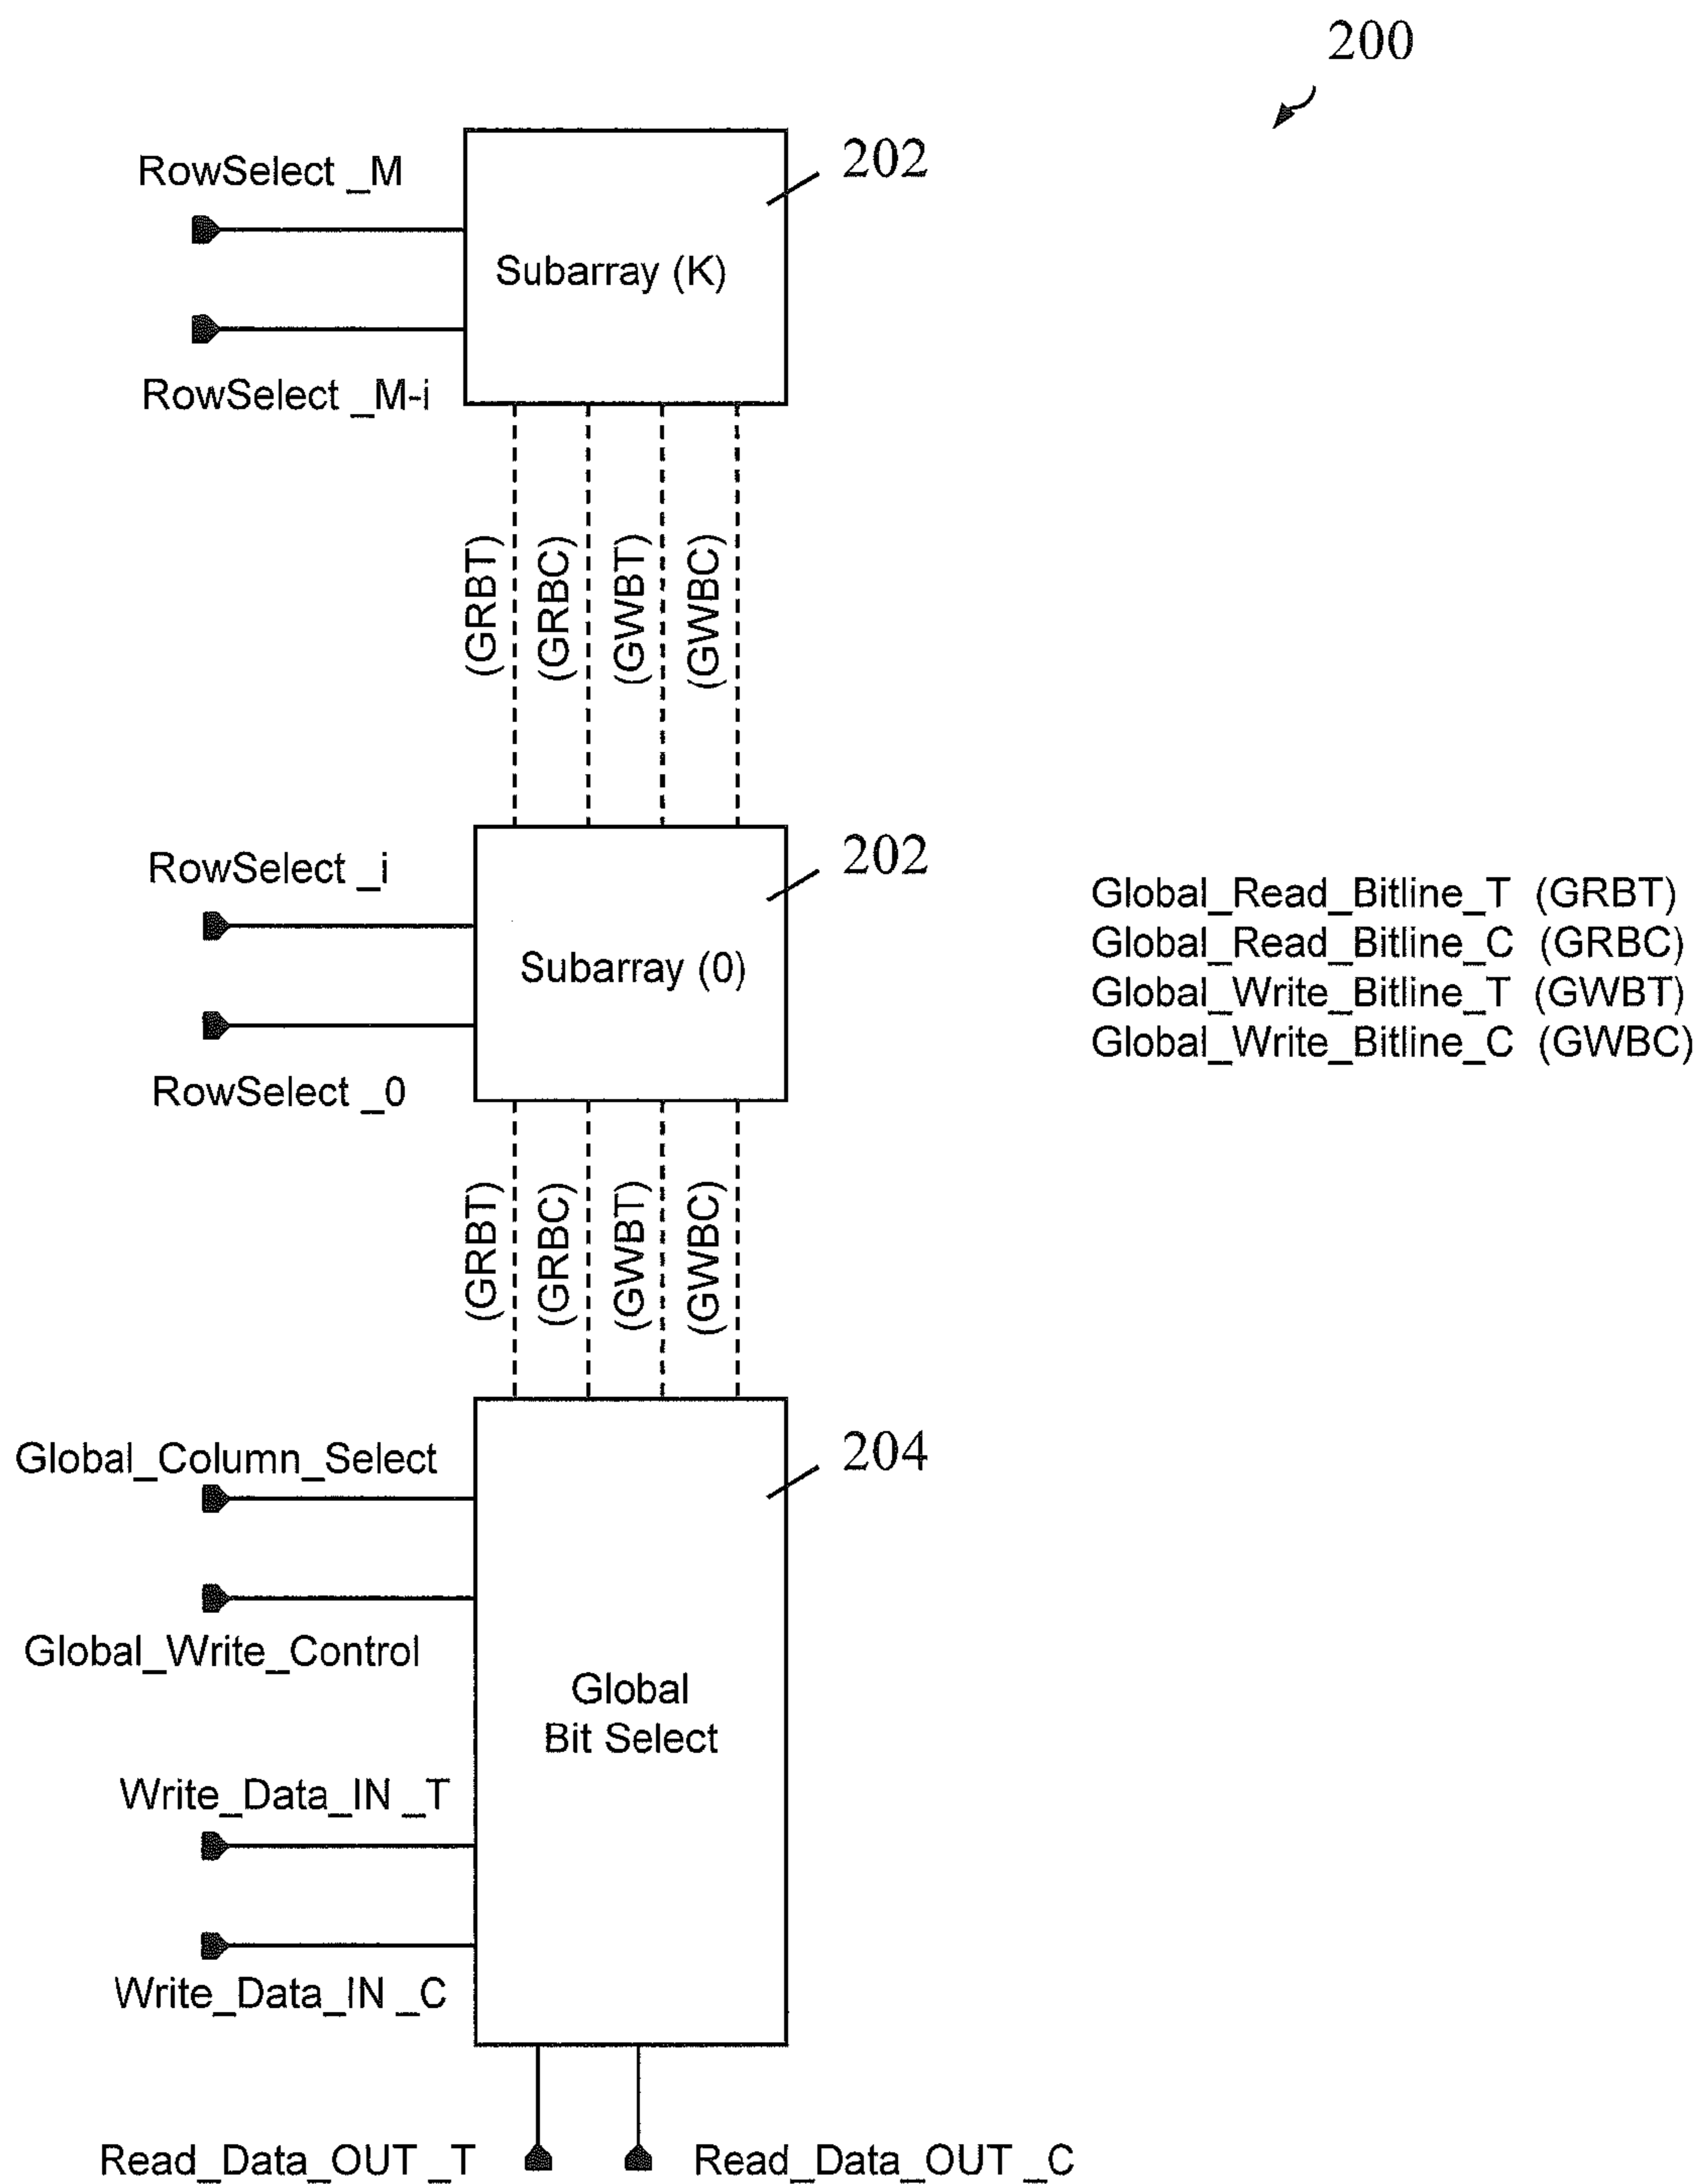 200
RowSelect _M
202
Subarray (K)
RowSelect _M-i
(GRBT)
(GRBC)
(GWBT)
(GWBC)
RowSelect _i
202
Subarray (0)
RowSelect _0
Global_Read_Bitline_T (GRBT)
Global_Read_Bitline_C (GRBC)
Global_Write_Bitline_T (GWBT)
Global_Write_Bitline_C (GWBC)
(GRBT)
(GRBC)
(GWBT)
(GWBC)
Global_Column_Select
204
Global_Write_Control
Global
Bit Select
Write_Data_IN _T
Write_Data_IN _C
Read_Data_OUT _T
Read_Data_OUT _C